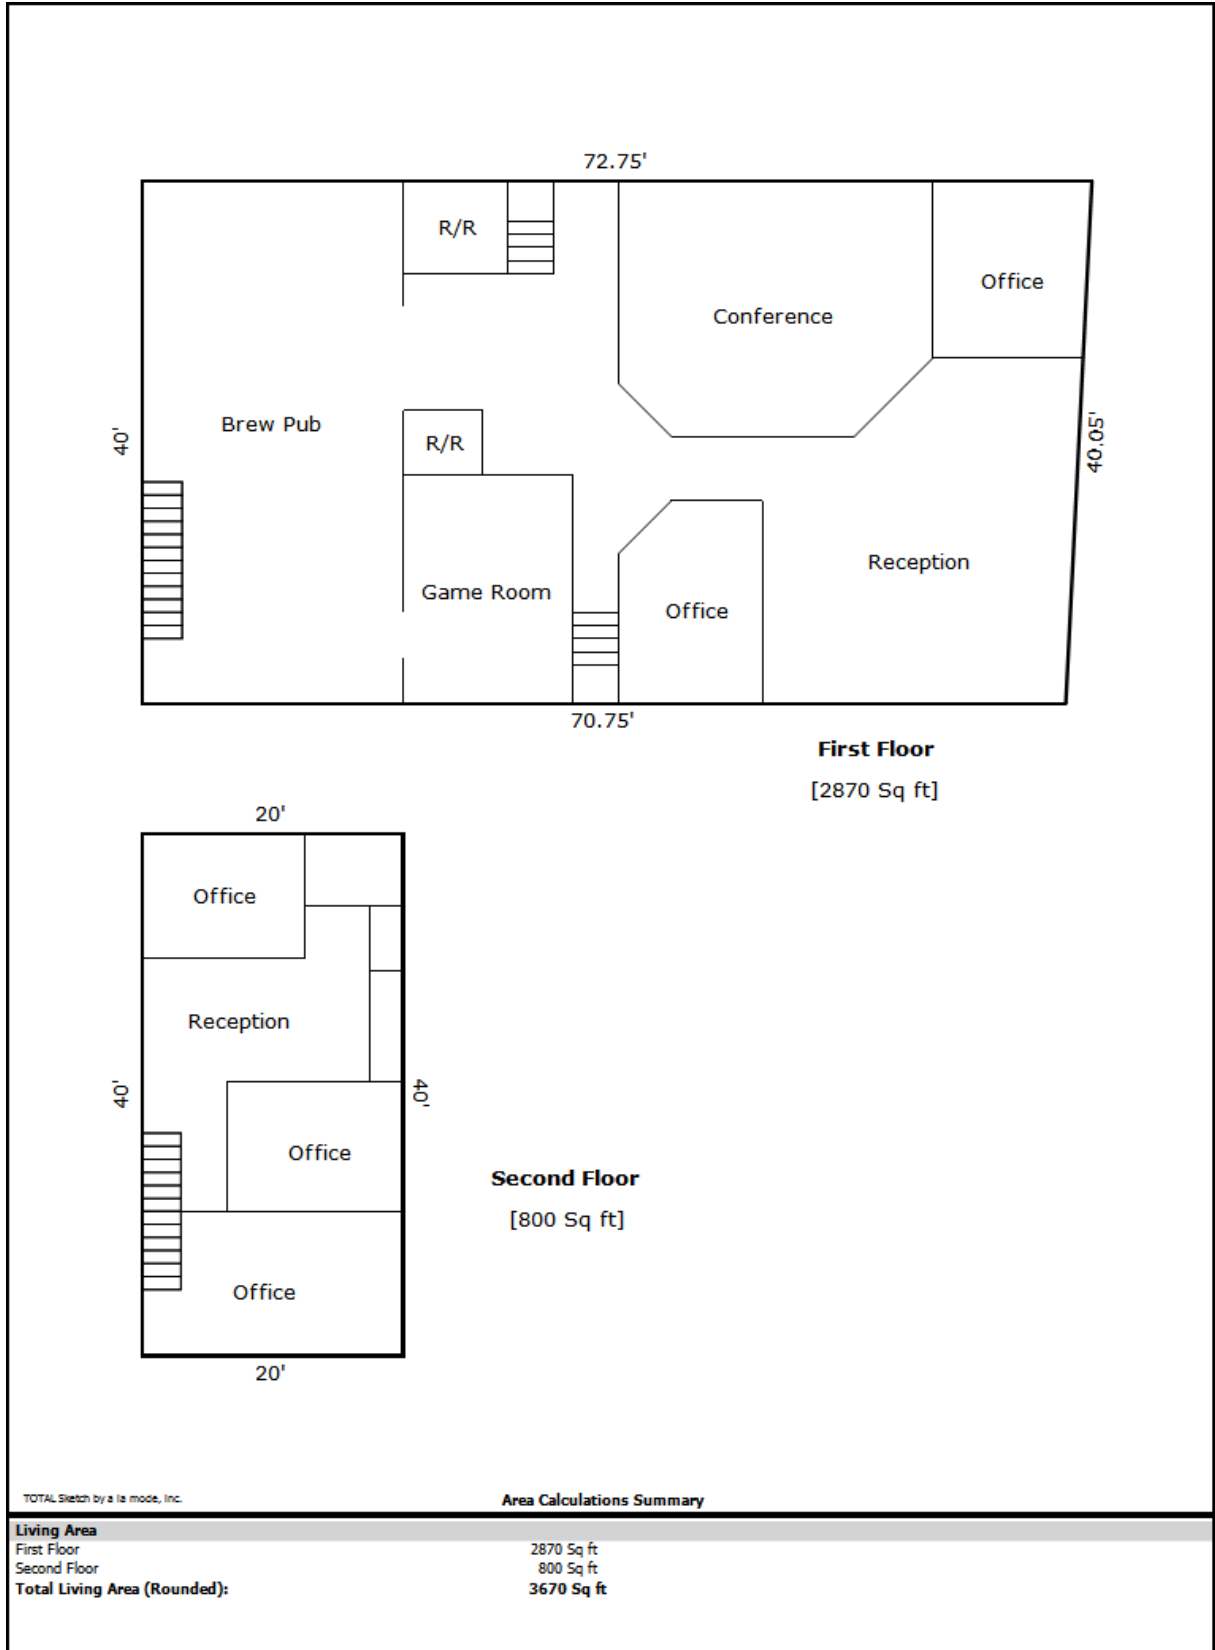 72.75'
R/R
Office
Conference
Brew Pub
40'
R/R
40.05'
Reception
Game Room
Office
70.75'
First Floor
[2870 Sq ft]
20'
Office
Reception
40'
40'
Office
Second Floor
[800 Sq ft]
Office
20'
TOTAL Sketch by a la mode, inc.
Area Calculations Summary
Living Area
First Floor 2870 Sq ft
Second Floor 800 Sq ft
Total Living Area (Rounded): 3670 Sq ft